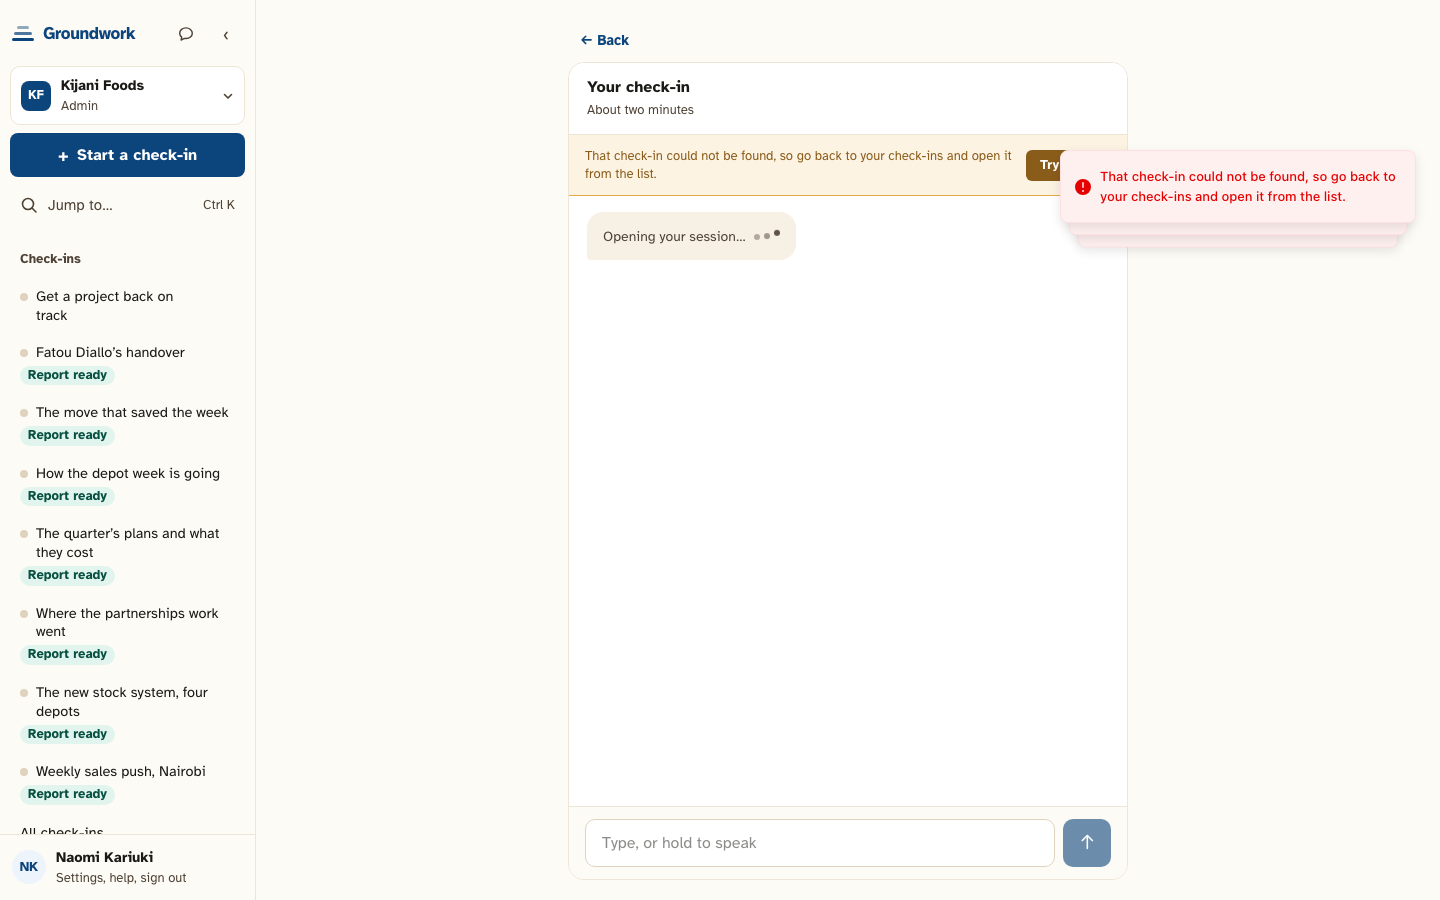 Groundwork
KF
Kijani Foods
Admin
+ Start a check-in
Jump to...
Ctrl K
Check-ins
Get a project back on
track
Fatou Diallo's handover
Report ready
The move that saved the week
Report ready
How the depot week is going
Report ready
The quarter's plans and what
they cost
Report ready
Where the partnerships work
went
Report ready
The new stock system, four
depots
Report ready
Weekly sales push, Nairobi
Report ready
All check-ins
NK
Naomi Kariuki
Settings, help, sign out
← Back
Your check-in
About two minutes
That check-in could not be found, so go back to your check-ins and open it
from the list.
Try
That check-in could not be found, so go back to
your check-ins and open it from the list.
Opening your session...
Type, or hold to speak